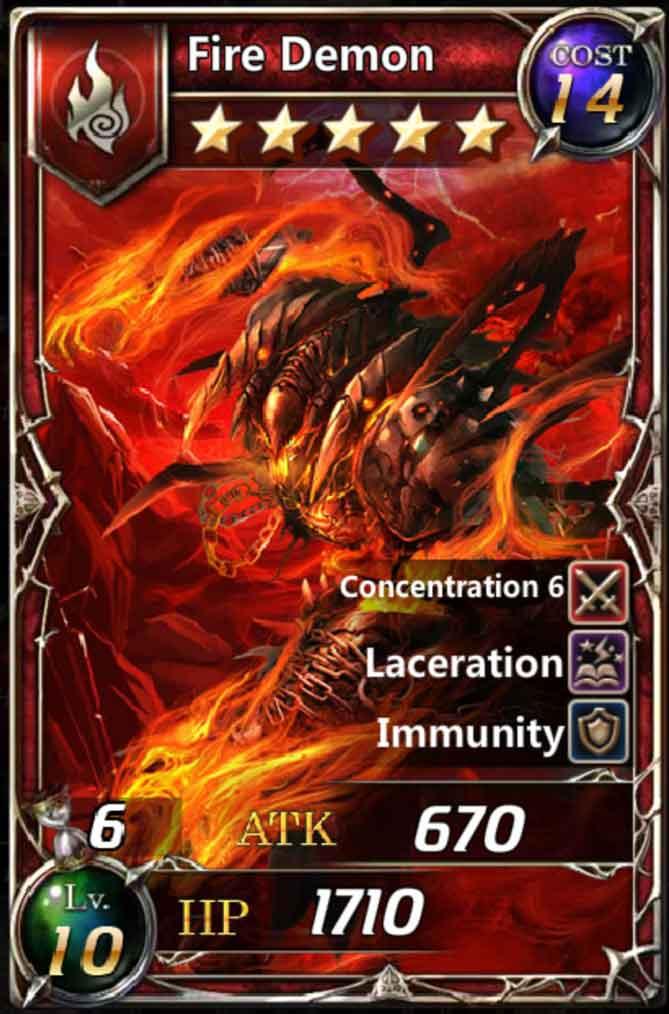 Fire Demon
COST
14
Concentration 6
Laceration
Immunity
6
ATK 670
Lv.
10
HP 1710